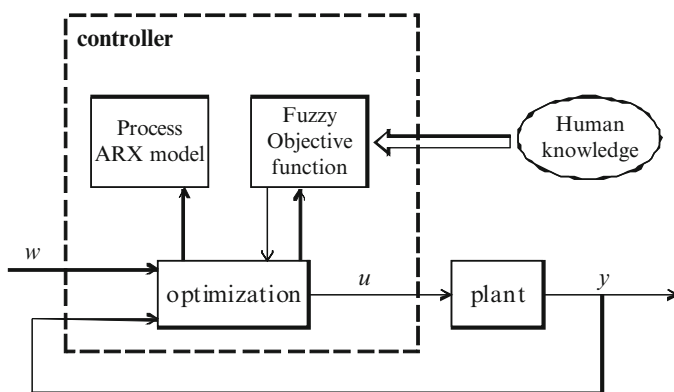 controller
Process
ARX model
Fuzzy
Objective
function
Human
knowledge
w
optimization
u
plant
y